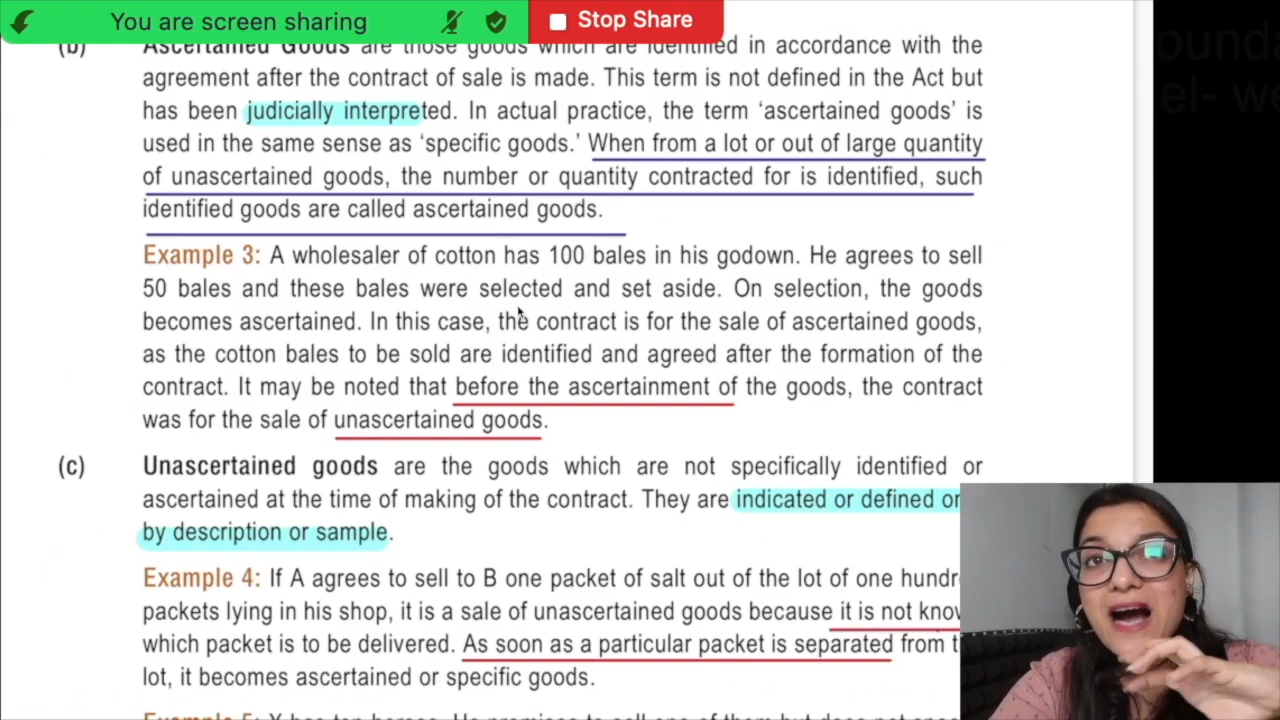 You are screen sharing
Stop Share
(b) Ascertained Goods are those goods which are identified in accordance with the
agreement after the contract of sale is made. This term is not defined in the Act but
has been judicially interpreted. In actual practice, the term ‘ascertained goods’ is
used in the same sense as ‘specific goods.’ When from a lot or out of large quantity
of unascertained goods, the number or quantity contracted for is identified, such
identified goods are called ascertained goods.
Example 3: A wholesaler of cotton has 100 bales in his godown. He agrees to sell
50 bales and these bales were selected and set aside. On selection, the goods
becomes ascertained. In this case, the contract is for the sale of ascertained goods,
as the cotton bales to be sold are identified and agreed after the formation of the
contract. It may be noted that before the ascertainment of the goods, the contract
was for the sale of unascertained goods.
(c) Unascertained goods are the goods which are not specifically identified or
ascertained at the time of making of the contract. They are indicated or defined
by description or sample.
Example 4: If A agrees to sell to B one packet of salt out of the lot of one
packets lying in his shop, it is a sale of unascertained goods because it is not
which packet is to be delivered. As soon as a particular packet is separated from
lot, it becomes ascertained or specific goods.